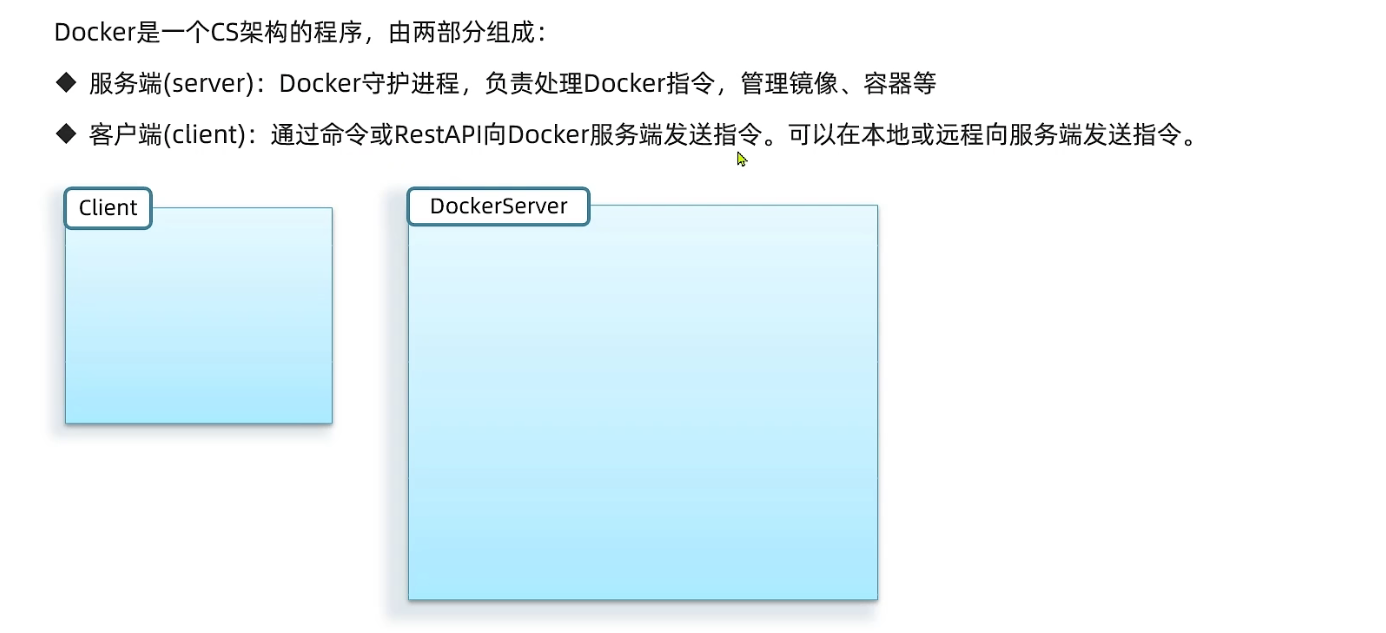 Docker是一个CS架构的程序，由两部分组成：
◆ 服务端(server)：Docker守护进程，负责处理Docker指令，管理镜像、容器等
◆ 客户端(client)：通过命令或RestAPI向Docker服务端发送指令。可以在本地或远程向服务端发送指令。
Client
DockerServer